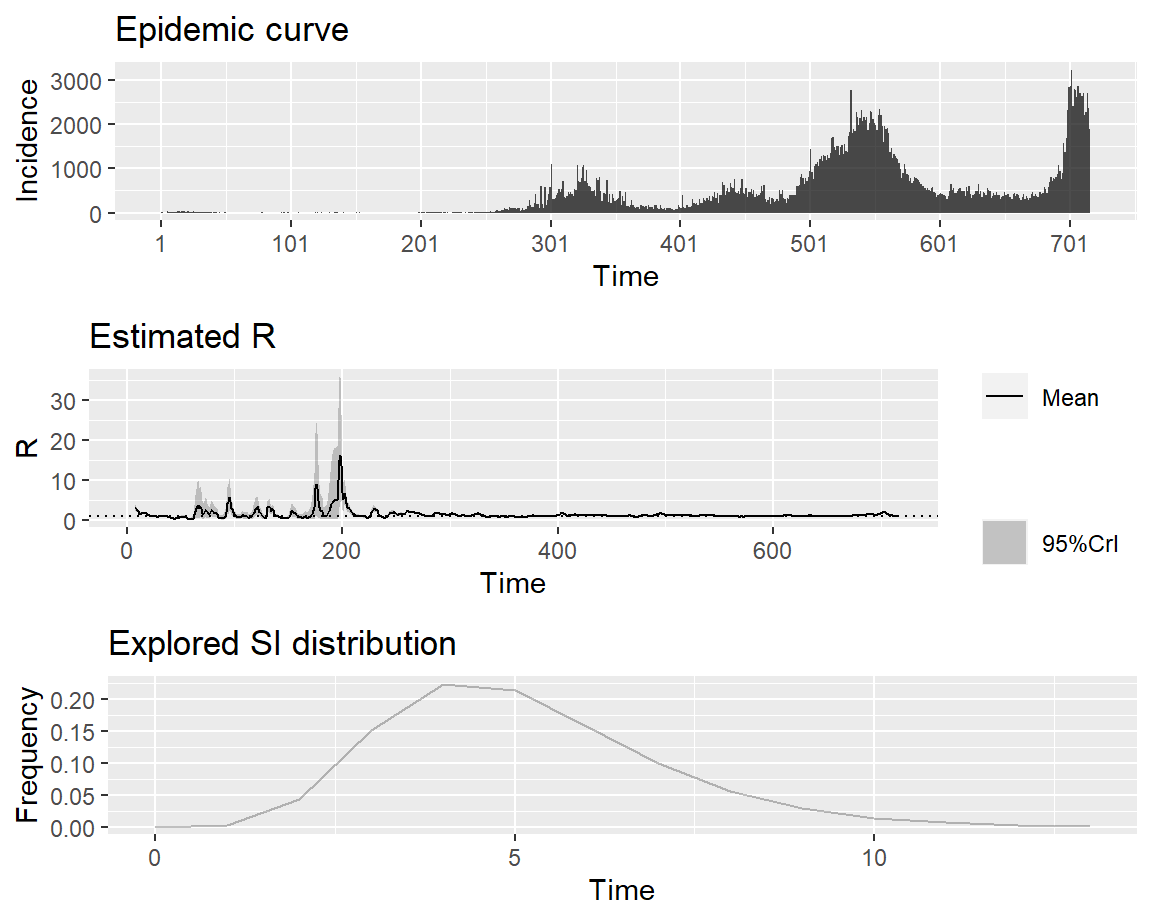 Epidemic curve
Incidence
3000
2000
1000
0
1 101 201 301 401 501 601 701
Time
Estimated R
R
30
20
10
0
0 200 400 600
Time
Mean
95%CrI
Explored SI distribution
Frequency
0.20
0.15
0.10
0.05
0.00
0 5 10
Time